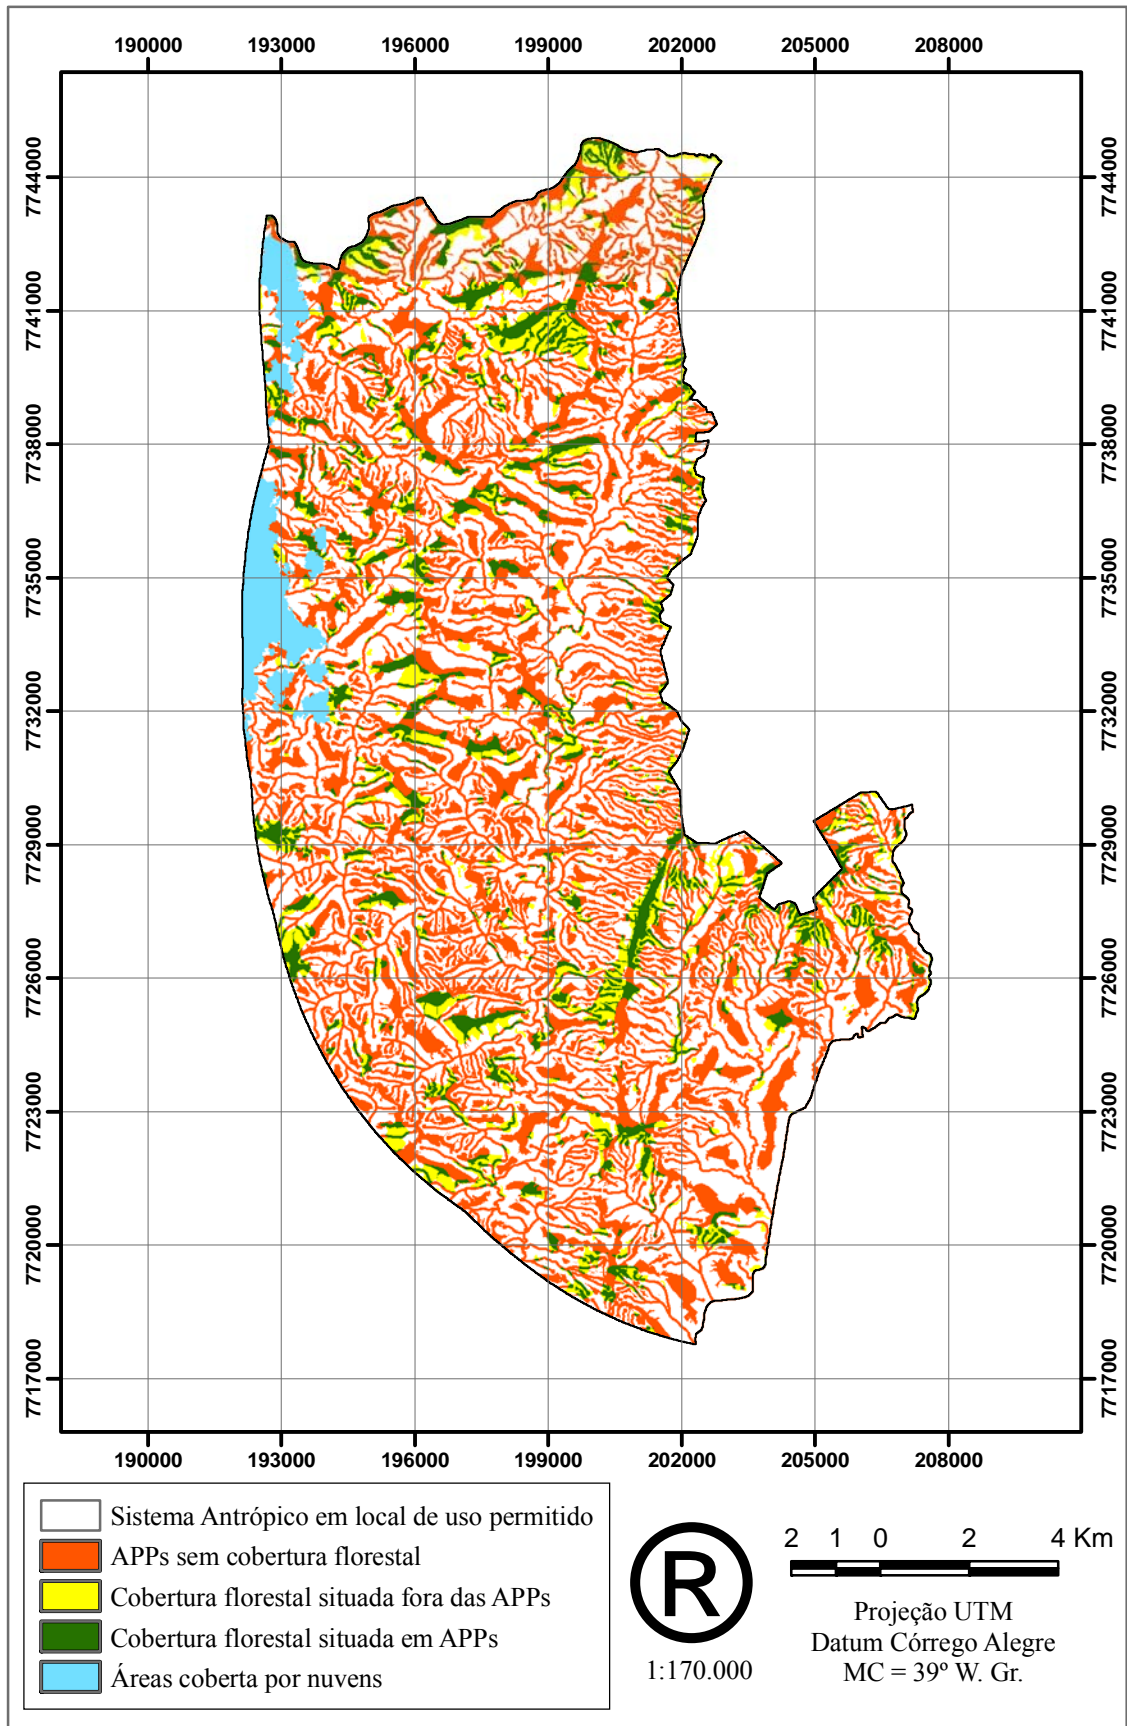 190000 193000 196000 199000 202000 205000 208000
7744000 7744000
7741000 7741000
7738000 7738000
7735000 7735000
7732000 7732000
7729000 7729000
7726000 7726000
7723000 7723000
7720000 7720000
7717000 7717000
190000 193000 196000 199000 202000 205000 208000
Sistema Antrópico em local de uso permitido
APPs sem cobertura florestal
Cobertura florestal situada fora das APPs
Cobertura florestal situada em APPs
Áreas coberta por nuvens
R
1:170.000
2 1 0 2 4 Km
Projeção UTM
Datum Córrego Alegre
MC = 39º W. Gr.